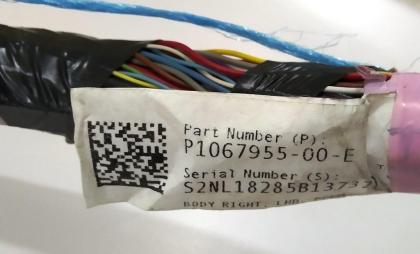 Part Number (P):
P1067955-00-E
Serial Number (S):
S2NL18285B13737
BODY RIGHT, LHD,